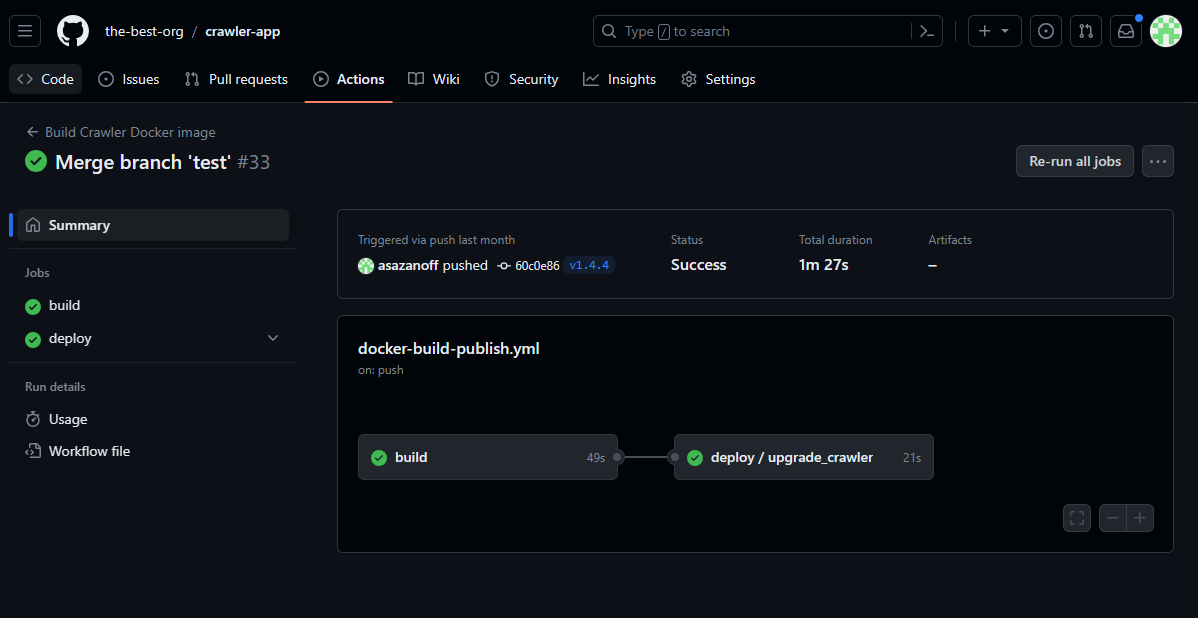 the-best-org / crawler-app
Type / to search
Code
Issues
Pull requests
Actions
Wiki
Security
Insights
Settings
Build Crawler Docker image
Merge branch 'test' #33
Re-run all jobs
Summary
Jobs
build
deploy
Run details
Usage
Workflow file
Triggered via push last month
asazanoff pushed 60c0e86 v1.4.4
Status
Success
Total duration
1m 27s
Artifacts
–
docker-build-publish.yml
on: push
build 49s
deploy / upgrade_crawler 21s